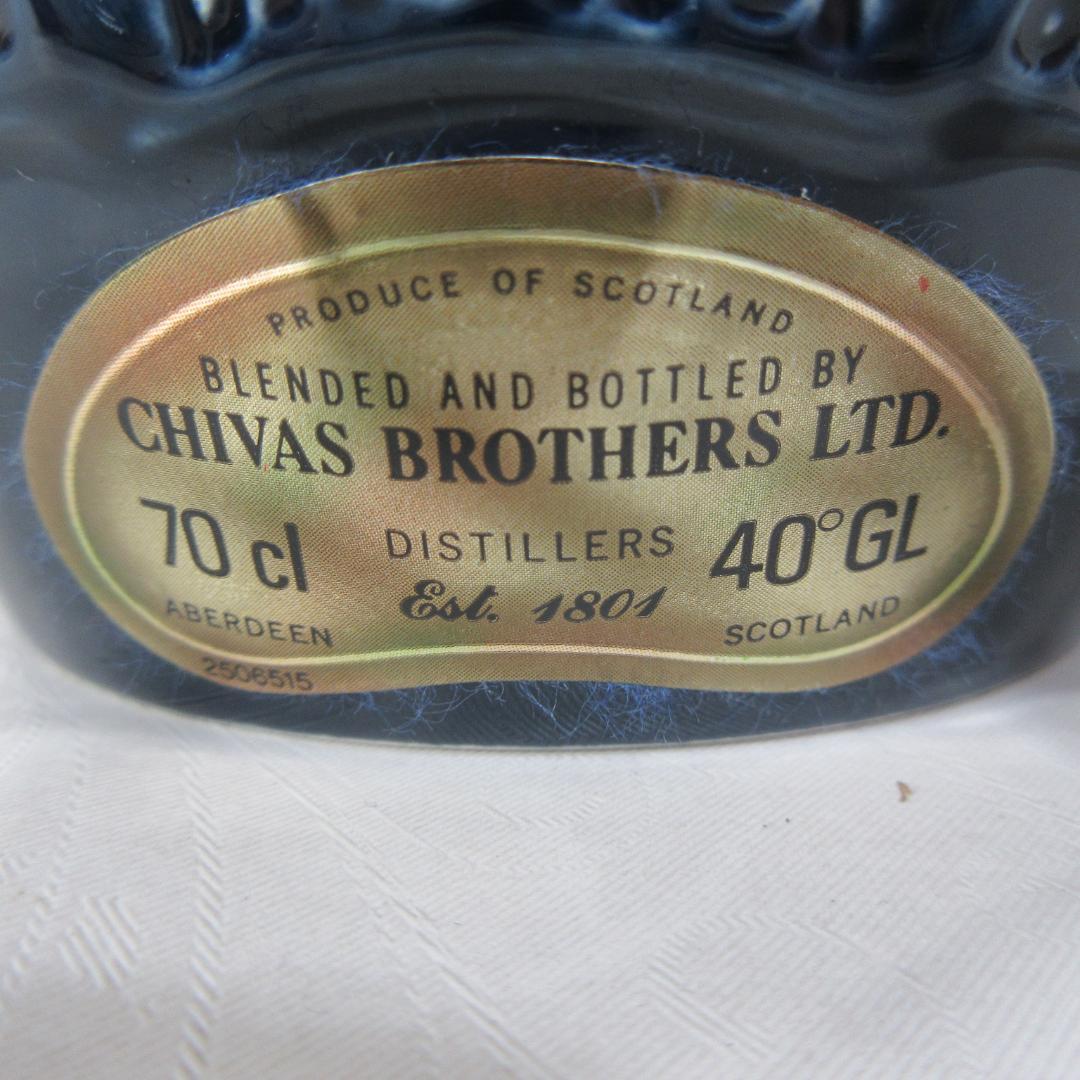 PRODUCE OF SCOTLAND
BLENDED AND BOTTLED BY
CHIVAS BROTHERS LTD.
70 cl DISTILLERS 40°GL
Est. 1801
ABERDEEN SCOTLAND
2506515